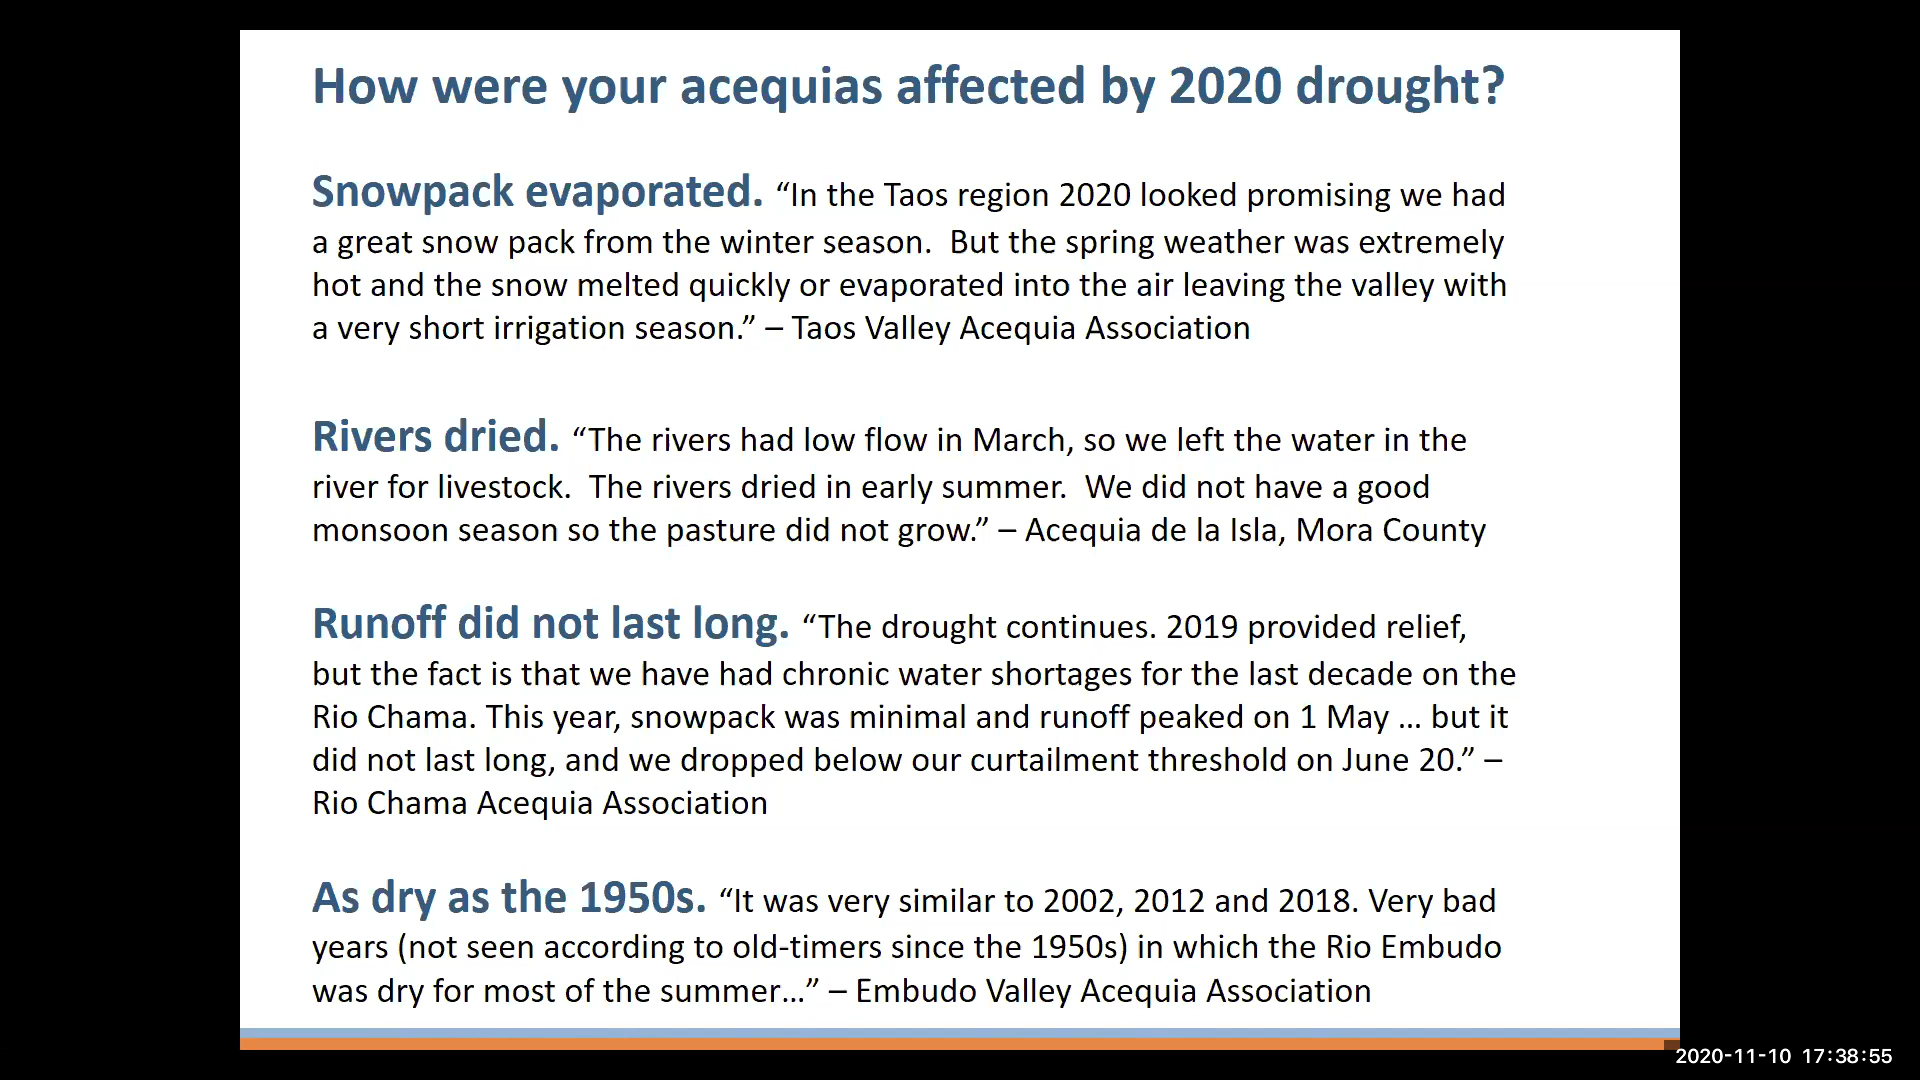 How were your acequias affected by 2020 drought?
Snowpack evaporated. “In the Taos region 2020 looked promising we had
a great snow pack from the winter season.  But the spring weather was extremely
hot and the snow melted quickly or evaporated into the air leaving the valley with
a very short irrigation season.” – Taos Valley Acequia Association
Rivers dried. “The rivers had low flow in March, so we left the water in the
river for livestock.  The rivers dried in early summer.  We did not have a good
monsoon season so the pasture did not grow.” – Acequia de la Isla, Mora County
Runoff did not last long. “The drought continues. 2019 provided relief,
but the fact is that we have had chronic water shortages for the last decade on the
Rio Chama. This year, snowpack was minimal and runoff peaked on 1 May … but it
did not last long, and we dropped below our curtailment threshold on June 20.” –
Rio Chama Acequia Association
As dry as the 1950s. “It was very similar to 2002, 2012 and 2018. Very bad
years (not seen according to old-timers since the 1950s) in which the Rio Embudo
was dry for most of the summer…” – Embudo Valley Acequia Association
2020-11-10 17:38:55